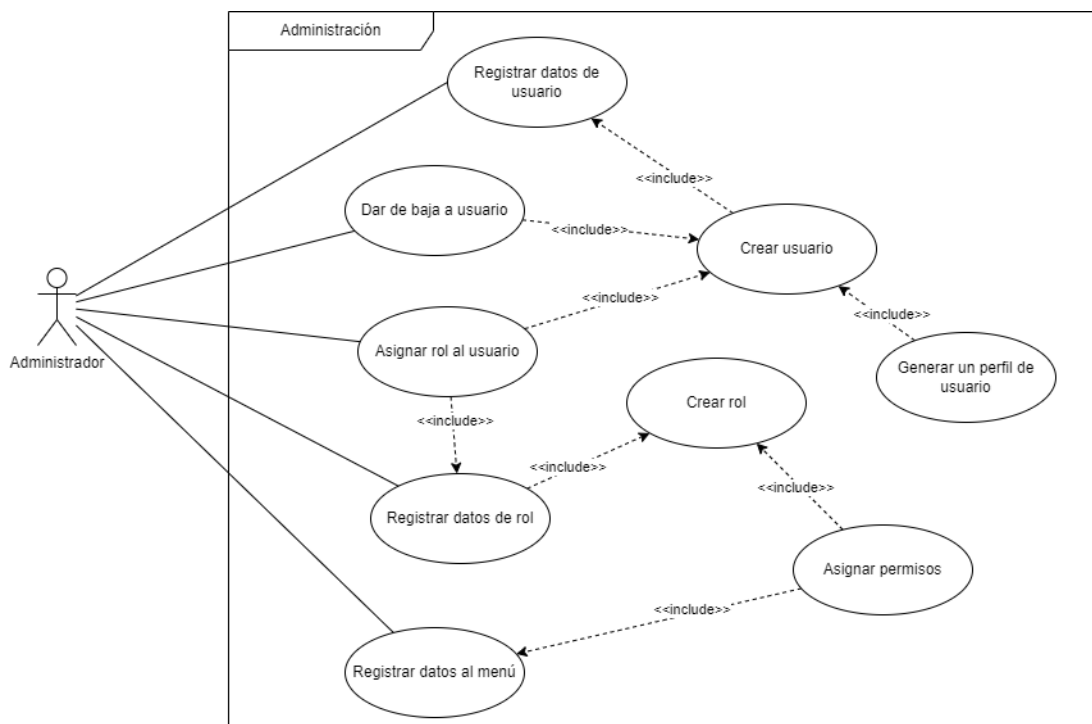 Administración
Registrar datos de
usuario
<<include>>
Dar de baja a usuario
<<include>>
Crear usuario
<<include>>
<<include>>
Administrador
Asignar rol al usuario
Generar un perfil de
usuario
Crear rol
<<include>>
<<include>>
<<include>>
Registrar datos de rol
Asignar permisos
<<include>>
Registrar datos al menú